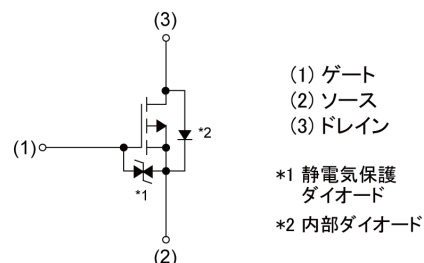 (3)
(1)
*2
*1
(2)
(1) ゲート
(2) ソース
(3) ドレイン
*1 静電気保護
ダイオード
*2 内部ダイオード